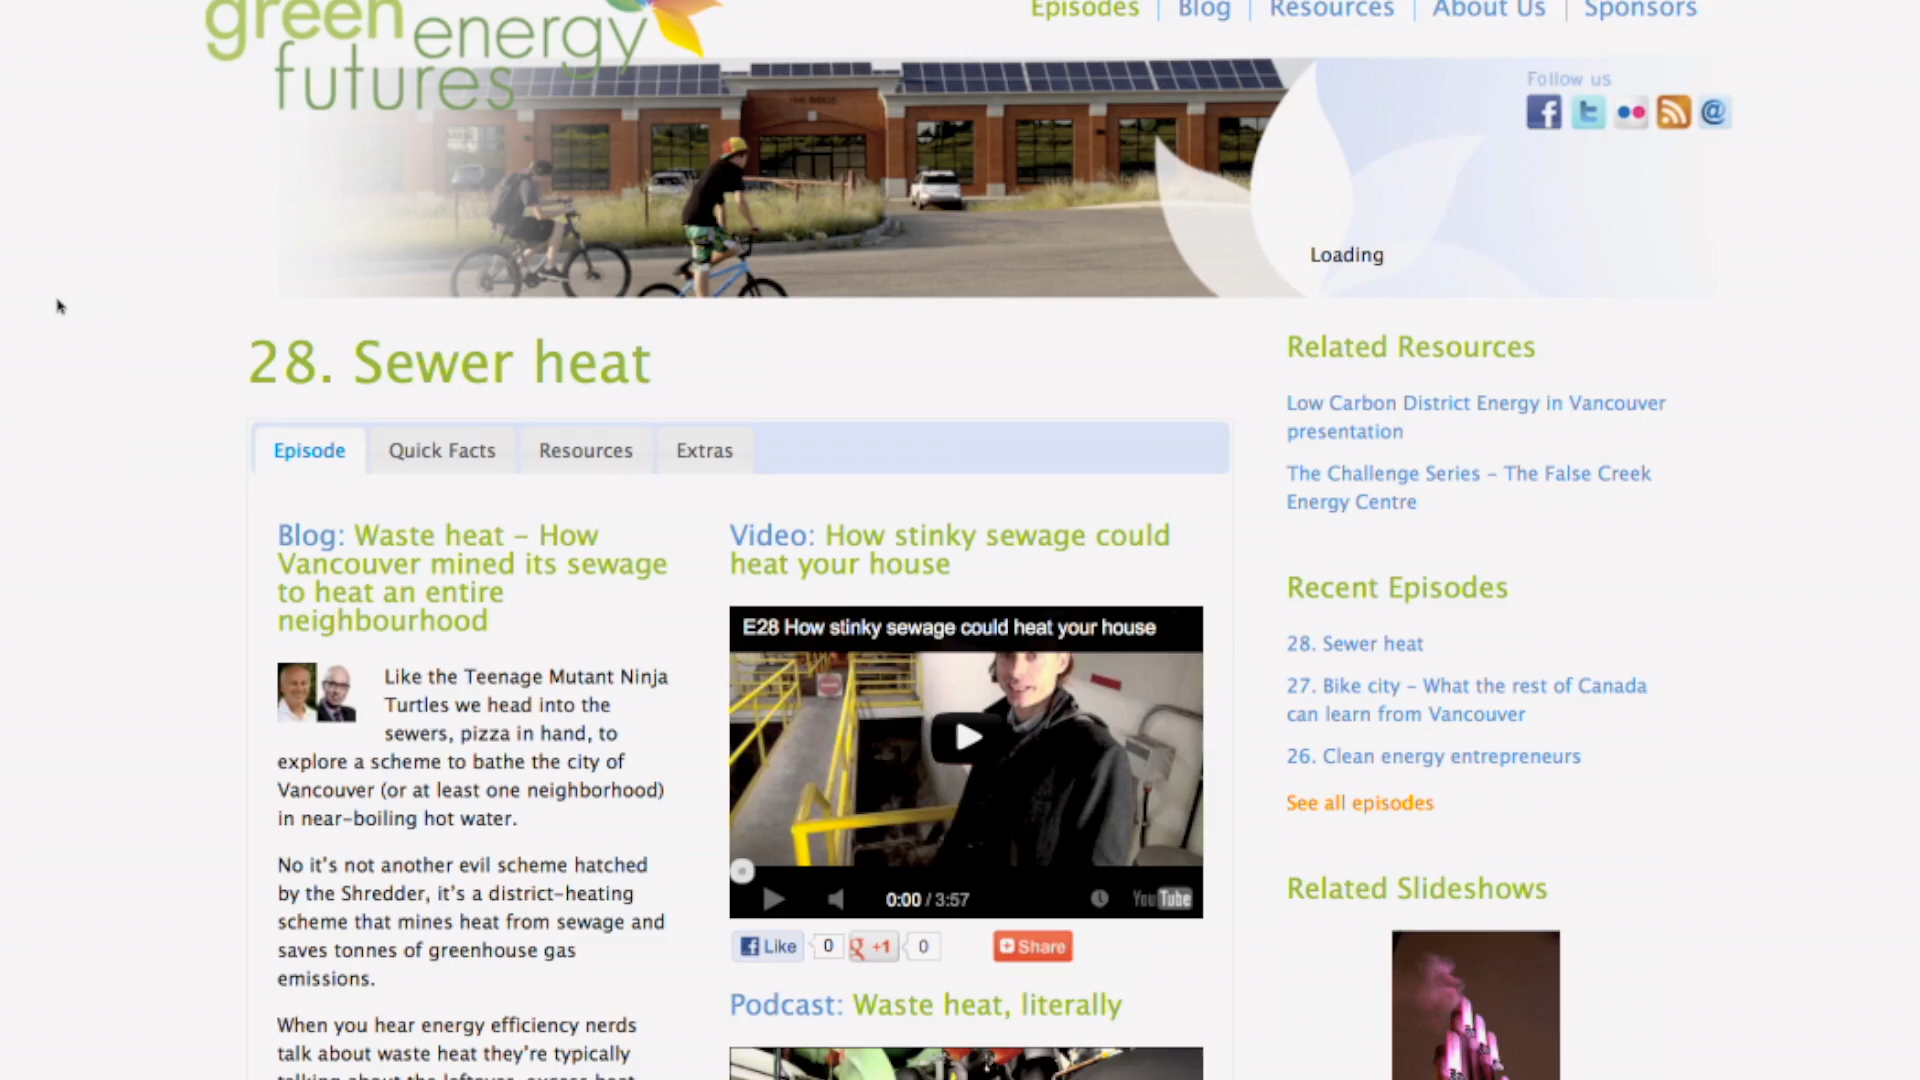 green energy
futures
Episodes
Blog
Resources
About Us
Sponsors
Follow us
Loading
28. Sewer heat
Episode
Quick Facts
Resources
Extras
Blog: Waste heat – How
Vancouver mined its sewage
to heat an entire
neighbourhood
Like the Teenage Mutant Ninja
Turtles we head into the
sewers, pizza in hand, to
explore a scheme to bathe the city of
Vancouver (or at least one neighborhood)
in near-boiling hot water.
No it's not another evil scheme hatched
by the Shredder, it's a district-heating
scheme that mines heat from sewage and
saves tonnes of greenhouse gas
emissions.
When you hear energy efficiency nerds
talk about waste heat they're typically
talking about the leftover, excess heat
Video: How stinky sewage could
heat your house
E28 How stinky sewage could heat your house
0:00 / 3:57
YouTube
Like
0
+1
0
Share
Podcast: Waste heat, literally
Related Resources
Low Carbon District Energy in Vancouver
presentation
The Challenge Series – The False Creek
Energy Centre
Recent Episodes
28. Sewer heat
27. Bike city – What the rest of Canada
can learn from Vancouver
26. Clean energy entrepreneurs
See all episodes
Related Slideshows